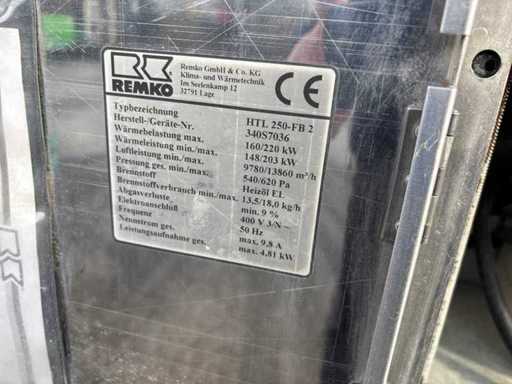 REMKO
Remko GmbH & Co. KG
Klima- und Wärmetechnik
Im Seelenkamp 12
32791 Lage
CE
Typbezeichnung HTL 250-FB 2
Herstell-/Geräte-Nr. 340S7036
Wärmebelastung max. 160/220 kW
Wärmeleistung min./max. 148/203 kW
Luftleistung min./max. 9780/13860 m³/h
Pressung ges. min./max. 540/620 Pa
Brennstoff Heizöl EL
Brennstoffverbrauch min./max. 13,5/18,0 kg/h
Abgasverluste min. 9 %
Elektroanschluß 400 V 3/N~
Frequenz 50 Hz
Nennstrom ges. max. 9,8 A
Leistungsaufnahme ges. max. 4,81 kW